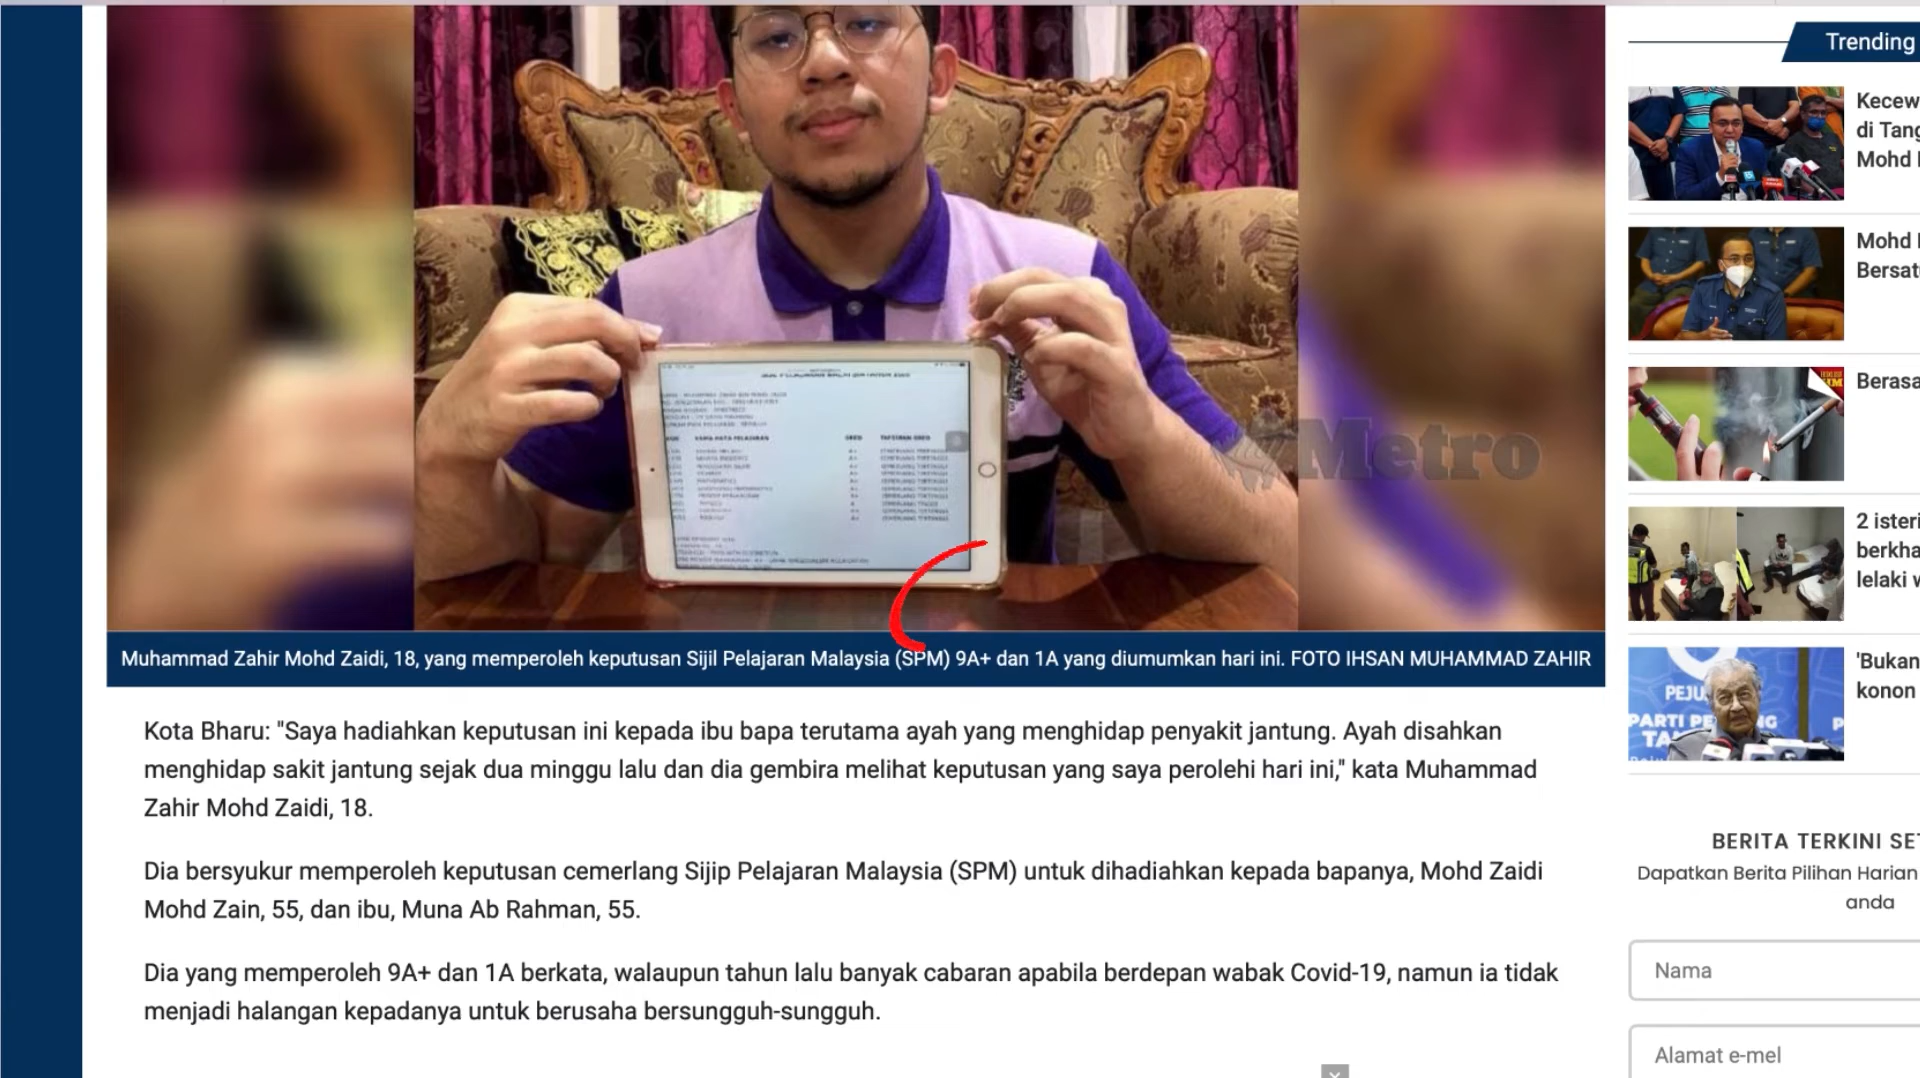 Metro
Muhammad Zahir Mohd Zaidi, 18, yang memperoleh keputusan Sijil Pelajaran Malaysia (SPM) 9A+ dan 1A yang diumumkan hari ini. FOTO IHSAN MUHAMMAD ZAHIR
Kota Bharu: "Saya hadiahkan keputusan ini kepada ibu bapa terutama ayah yang menghidap penyakit jantung. Ayah disahkan
menghidap sakit jantung sejak dua minggu lalu dan dia gembira melihat keputusan yang saya perolehi hari ini," kata Muhammad
Zahir Mohd Zaidi, 18.
Dia bersyukur memperoleh keputusan cemerlang Sijip Pelajaran Malaysia (SPM) untuk dihadiahkan kepada bapanya, Mohd Zaidi
Mohd Zain, 55, dan ibu, Muna Ab Rahman, 55.
Dia yang memperoleh 9A+ dan 1A berkata, walaupun tahun lalu banyak cabaran apabila berdepan wabak Covid-19, namun ia tidak
menjadi halangan kepadanya untuk berusaha bersungguh-sungguh.
Trending
Kecew
di Tang
Mohd
Mohd
Bersat
Berasa
2 isteri
berkha
lelaki
'Bukan
konon
BERITA TERKINI SE
Dapatkan Berita Pilihan Harian
anda
Nama
Alamat e-mel